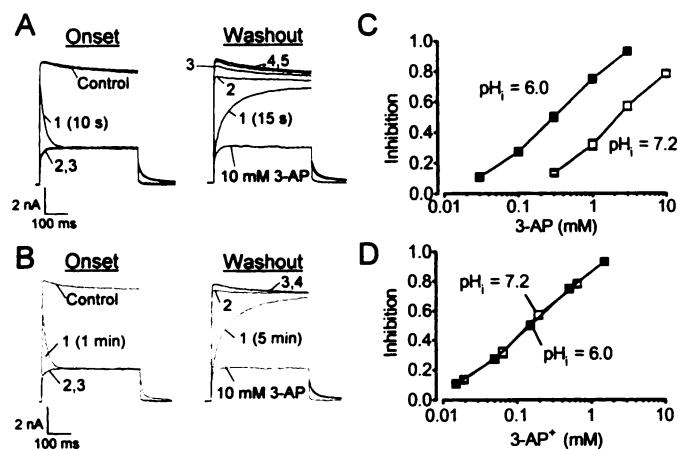 A
Onset
Control
1 (10 s)
2,3
2 nA
100 ms
Washout
3
4,5
2
1 (15 s)
10 mM 3-AP
B
Onset
Control
1 (1 min)
2,3
2 nA
100 ms
Washout
3,4
2
1 (5 min)
10 mM 3-AP
C
Inhibition
1.0
0.8
0.6
0.4
0.2
0.0
pHi = 6.0
pHi = 7.2
0.1 1 10
3-AP (mM)
D
Inhibition
1.0
0.8
0.6
0.4
0.2
0.0
pHi = 7.2
pHi = 6.0
0.1 1 10
3-AP+ (mM)